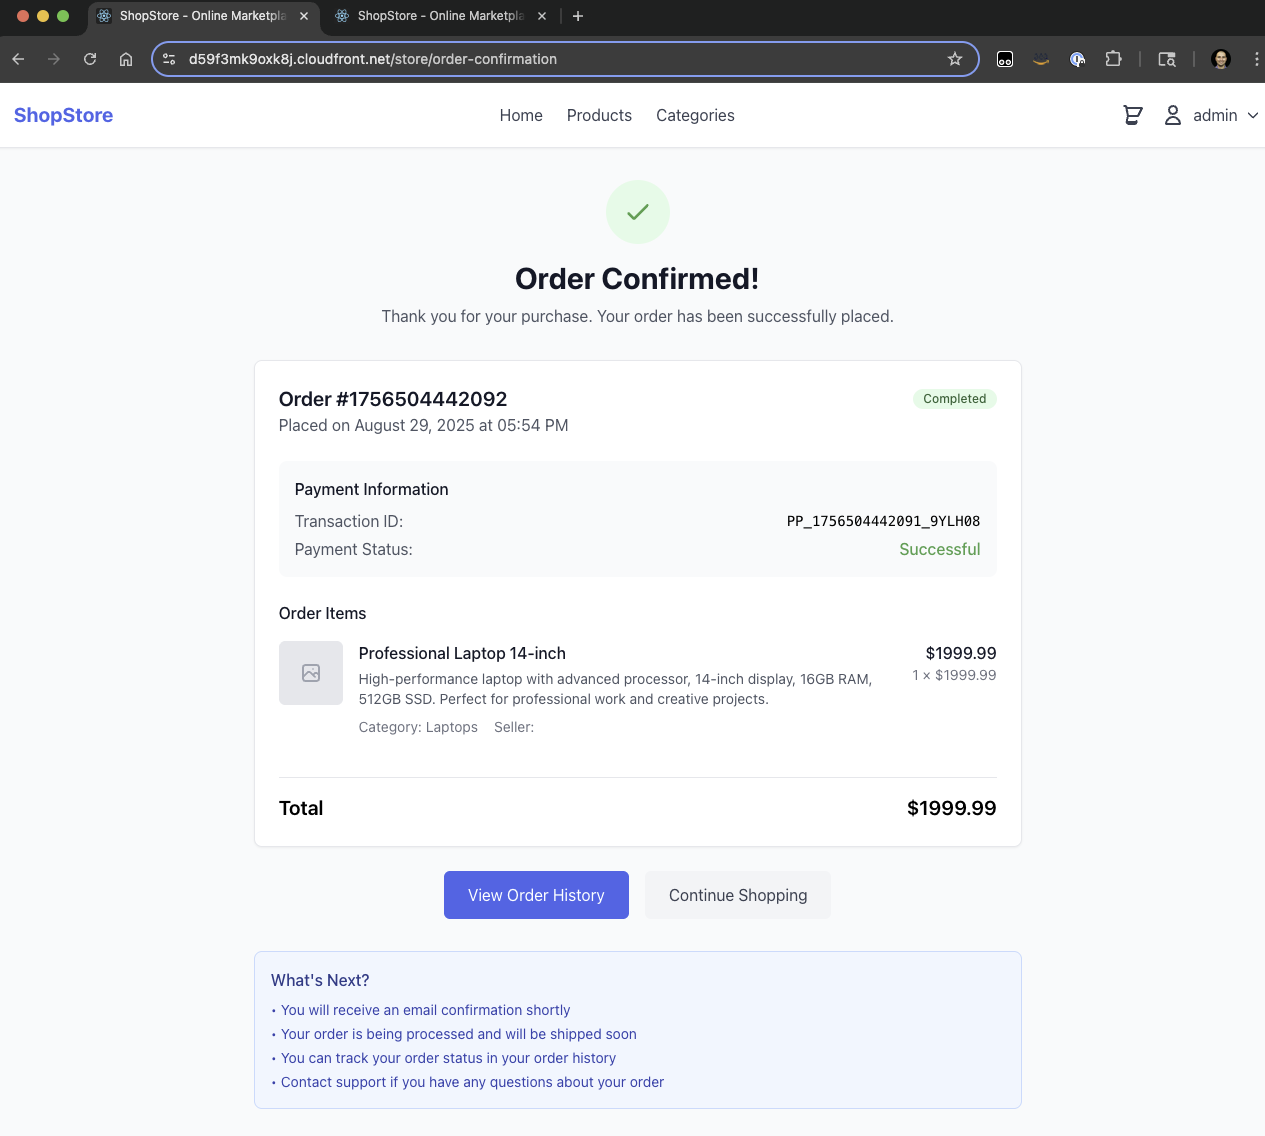 ShopStore - Online Marketpla
ShopStore - Online Marketpla
d59f3mk9oxk8j.cloudfront.net/store/order-confirmation
ShopStore
Home
Products
Categories
admin
Order Confirmed!
Thank you for your purchase. Your order has been successfully placed.
Order #1756504442092
Completed
Placed on August 29, 2025 at 05:54 PM
Payment Information
Transaction ID:
PP_1756504442091_9YLH08
Payment Status:
Successful
Order Items
Professional Laptop 14-inch
$1999.99
High-performance laptop with advanced processor, 14-inch display, 16GB RAM,
1 × $1999.99
512GB SSD. Perfect for professional work and creative projects.
Category: Laptops
Seller:
Total
$1999.99
View Order History
Continue Shopping
What's Next?
• You will receive an email confirmation shortly
• Your order is being processed and will be shipped soon
• You can track your order status in your order history
• Contact support if you have any questions about your order